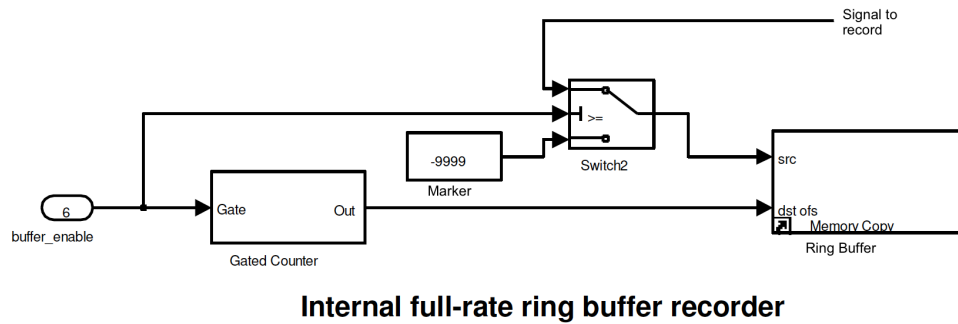 Signal to
record
>=
-9999
Switch2
src
Marker
6
Gate
Out
dst ofs
Memory Copy
buffer_enable
Ring Buffer
Gated Counter
Internal full-rate ring buffer recorder